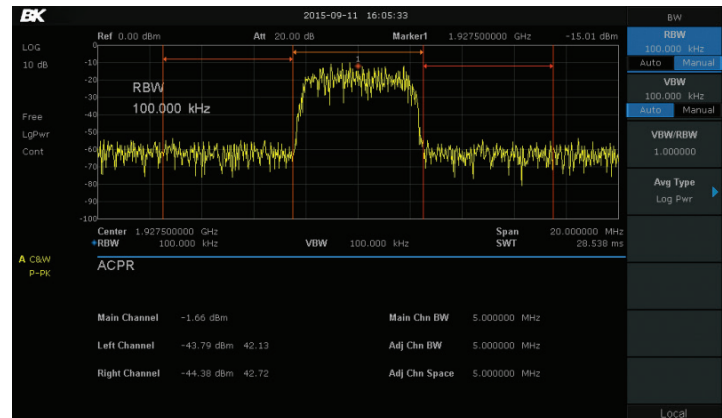 BK 2015-09-11 16:05:33 BW
LOG
10 dB
Free
LgPwr
Cont
A C&W
P-PK
Ref 0.00 dBm Att 20.00 dB Marker1 1.927500000 GHz -15.01 dBm
0
-10
-20
-30
-40
-50
-60
-70
-80
-90
-100
1
RBW
100.000 kHz
Center 1.927500000 GHz Span 20.000000 MHz
RBW 100.000 kHz VBW 100.000 kHz SWT 28.538 ms
ACPR
Main Channel -1.66 dBm Main Chn BW 5.000000 MHz
Left Channel -43.79 dBm 42.13 Adj Chn BW 5.000000 MHz
Right Channel -44.38 dBm 42.72 Adj Chn Space 5.000000 MHz
RBW
100.000 kHz
Auto Manual
VBW
100.000 kHz
Auto Manual
VBW/RBW
1.000000
Avg Type
Log Pwr
Local